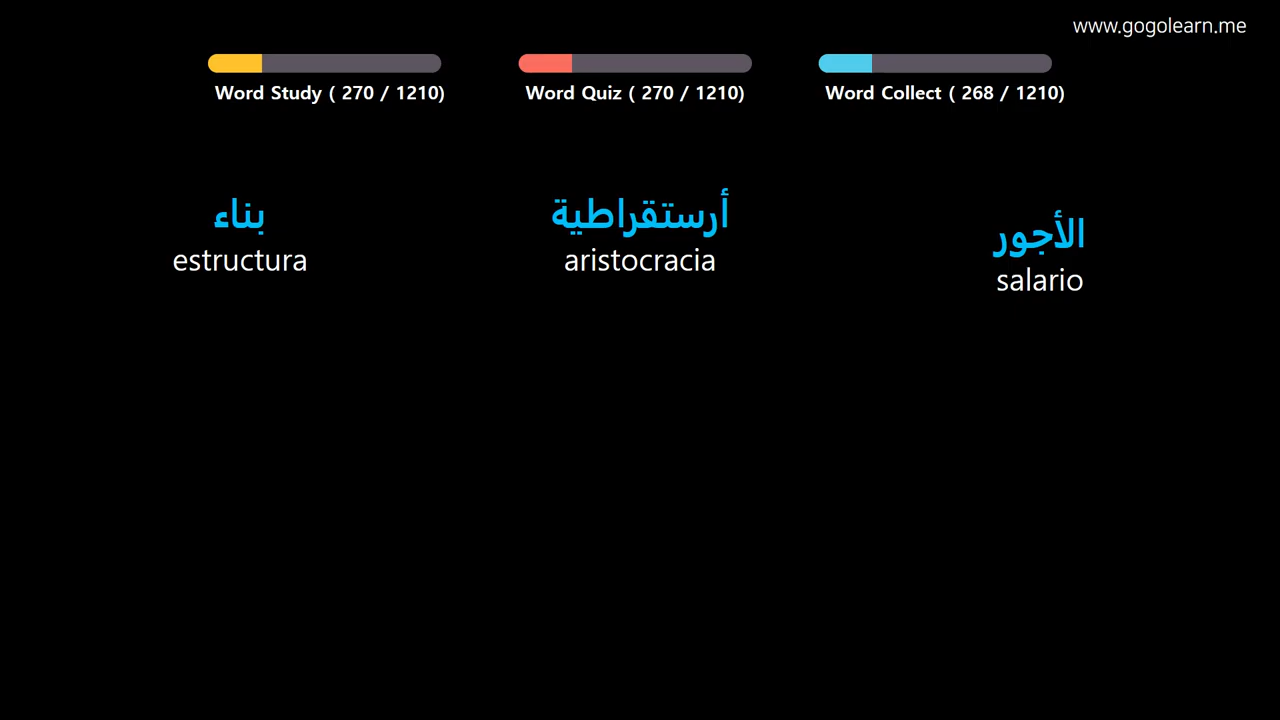 www.gogolearn.me
Word Study ( 270 / 1210)
Word Quiz ( 270 / 1210)
Word Collect ( 268 / 1210)
بناء
estructura
أرستقراطية
aristocracia
الأجور
salario